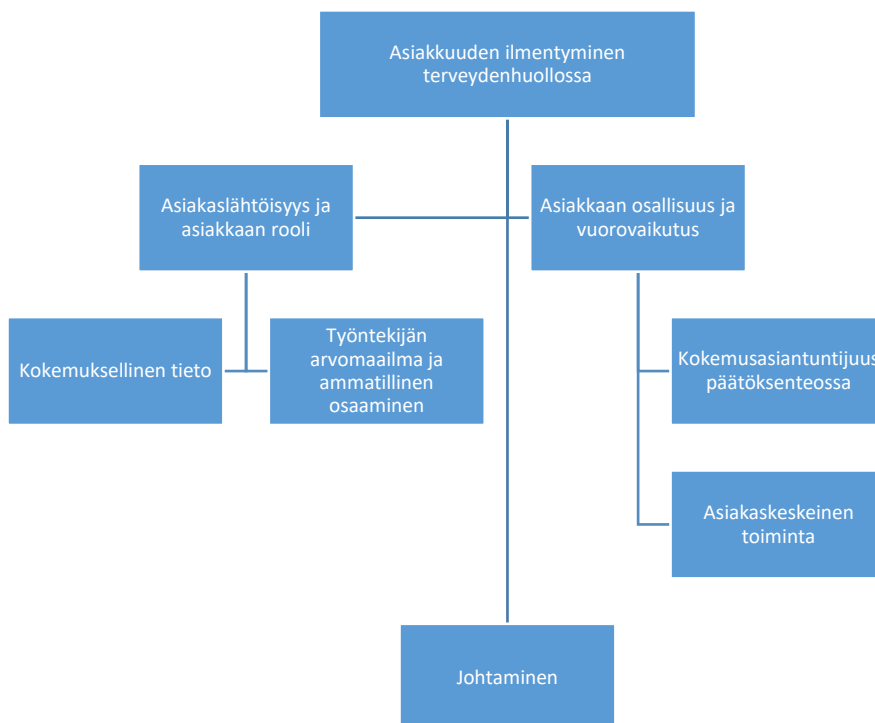 Asiakkuuden ilmentyminen
terveydenhuollossa
Asiakaslähtöisyys ja
asiakkaan rooli
Asiakkaan osallisuus ja
vuorovaikutus
Kokemuksellinen tieto
Työntekijän
arvomaailma ja
ammatillinen
osaaminen
Kokemusasiantuntijuus
päätöksenteossa
Asiakaskeskeinen
toiminta
Johtaminen